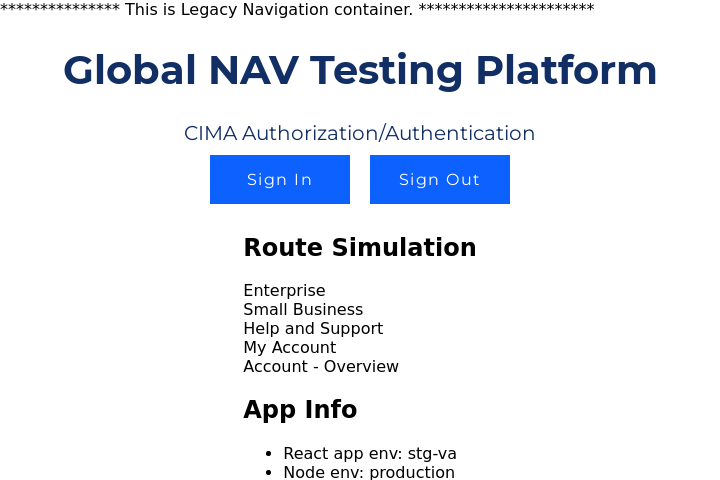 *************** This is Legacy Navigation container. **********************
Global NAV Testing Platform
CIMA Authorization/Authentication
Sign In
Sign Out
Route Simulation
Enterprise
Small Business
Help and Support
My Account
Account - Overview
App Info
• React app env: stg-va
• Node env: production